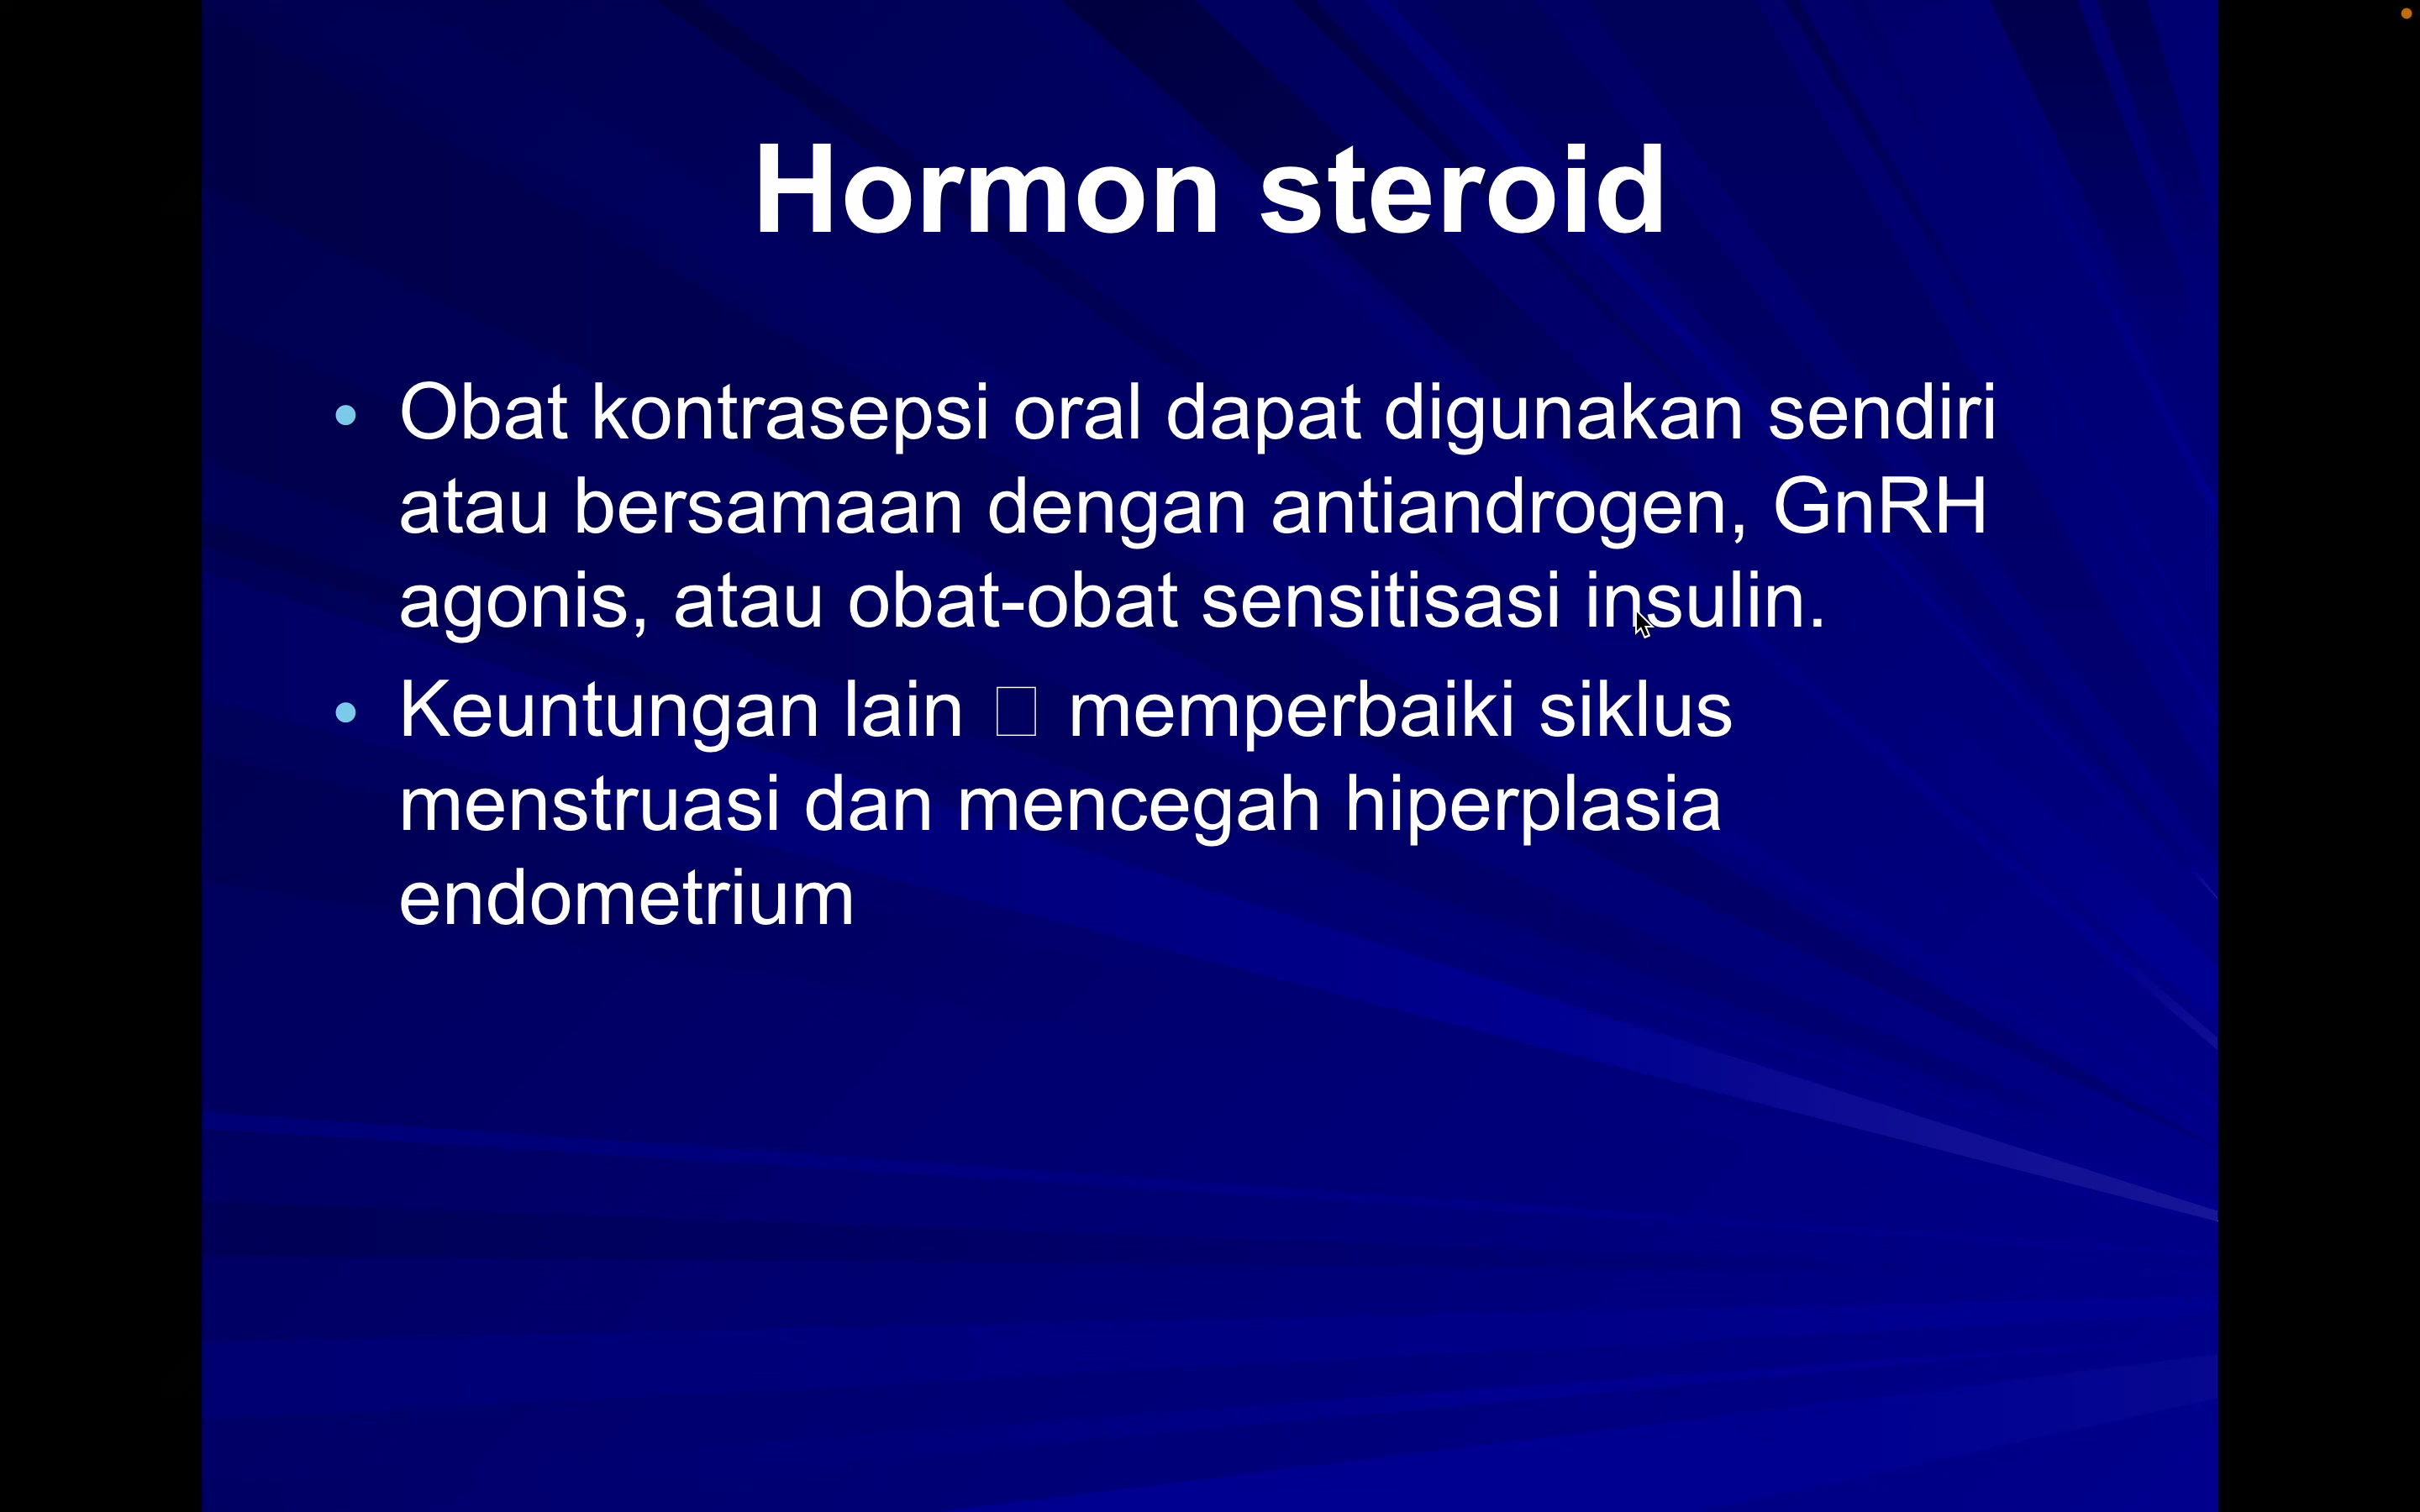 Hormon steroid
• Obat kontrasepsi oral dapat digunakan sendiri
atau bersamaan dengan antiandrogen, GnRH
agonis, atau obat-obat sensitisasi insulin.
• Keuntungan lain □ memperbaiki siklus
menstruasi dan mencegah hiperplasia
endometrium